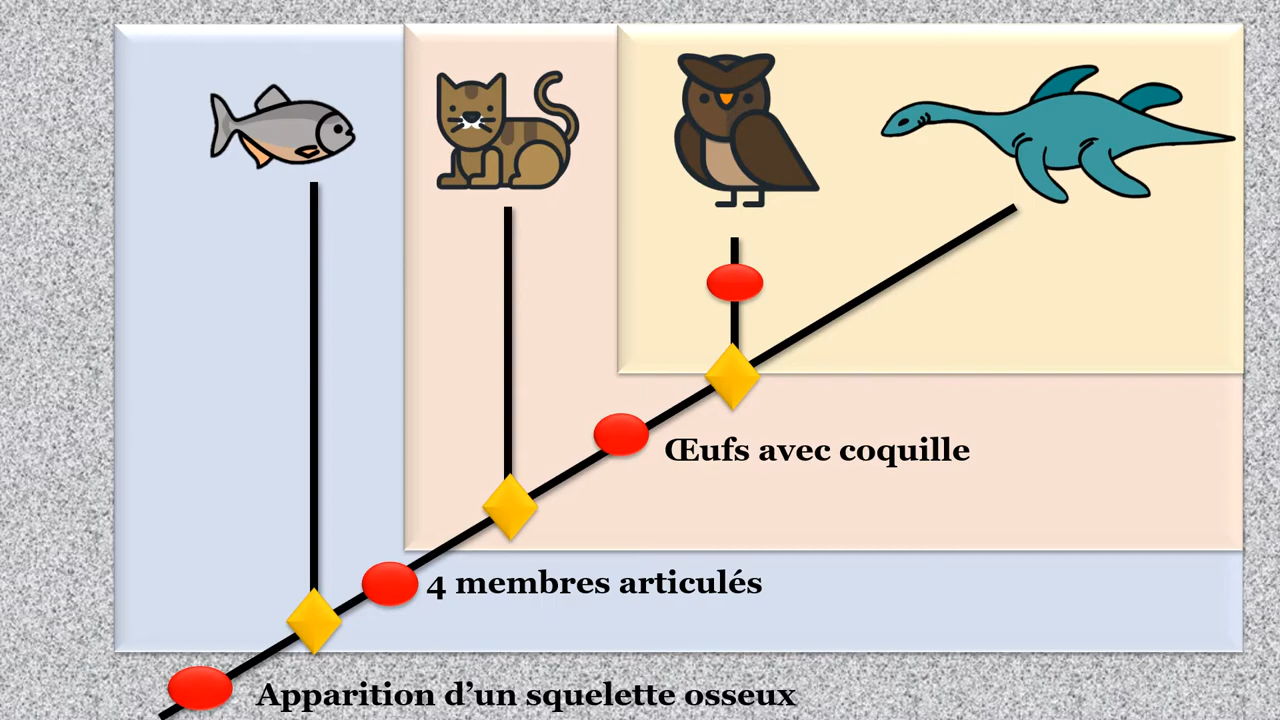 Œufs avec coquille
4 membres articulés
Apparition d’un squelette osseux